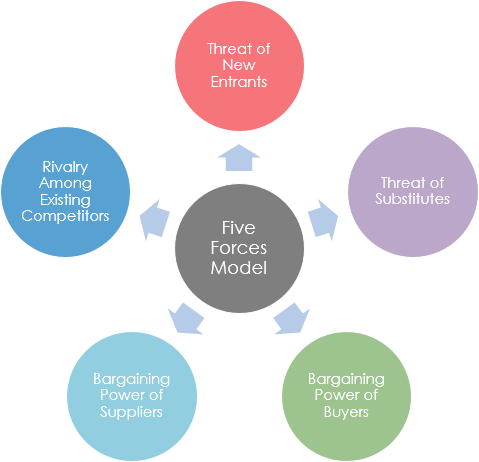 Threat of
New
Entrants
Rivalry
Among
Existing
Competitors
Threat of
Substitutes
Five
Forces
Model
Bargaining
Power of
Suppliers
Bargaining
Power of
Buyers